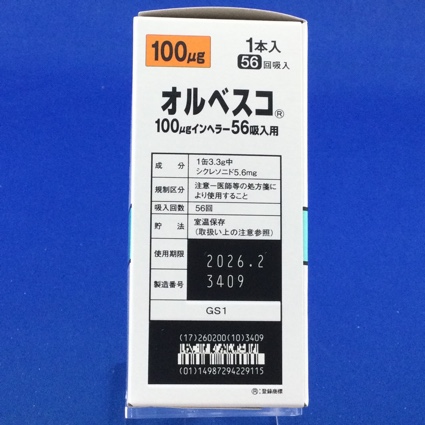 100μg
1本入
56回吸入
オルベスコ®
100μgインヘラー56吸入用
成分 1缶3.3g中
シクレソニド5.6mg
規制区分 注意－医師等の処方箋
により使用すること
吸入回数 56回
貯法 室温保存
(取扱い上の注意参照)
使用期限 2026.2
製造番号 3409
GS1
(17)260200(10)3409
(01)14987294229115
®:登録商標